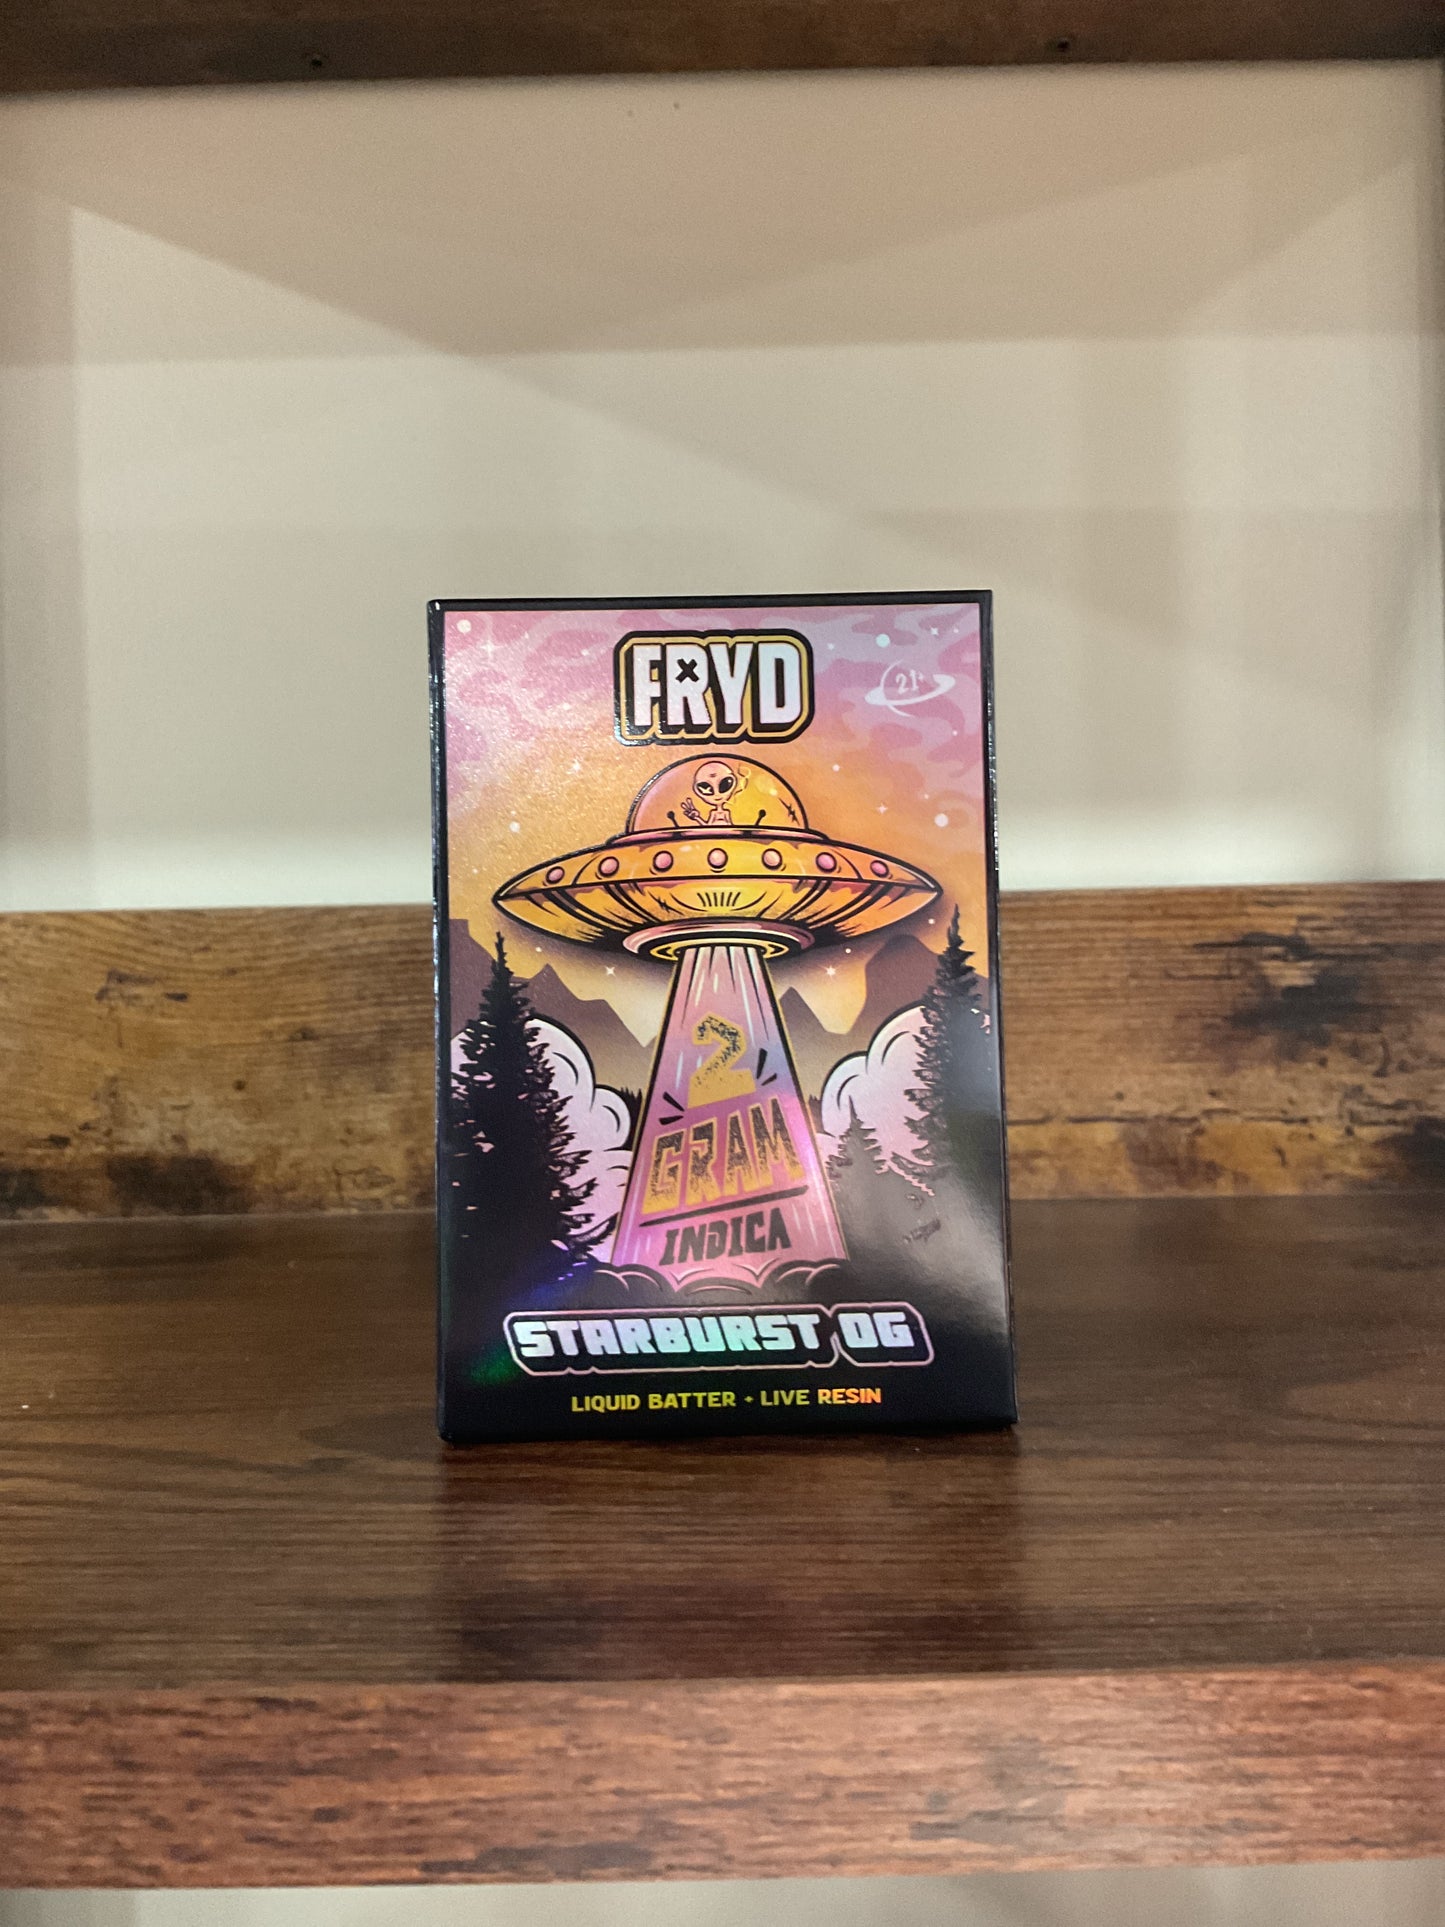 FRYD
21+
2
GRAM
INDICA
STARBURST OG
LIQUID BATTER + LIVE RESIN